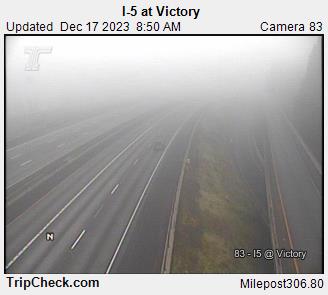 I-5 at Victory
Updated Dec 17 2023 8:50 AM Camera 83
N
83 - I5 @ Victory
TripCheck.com Milepost306.80